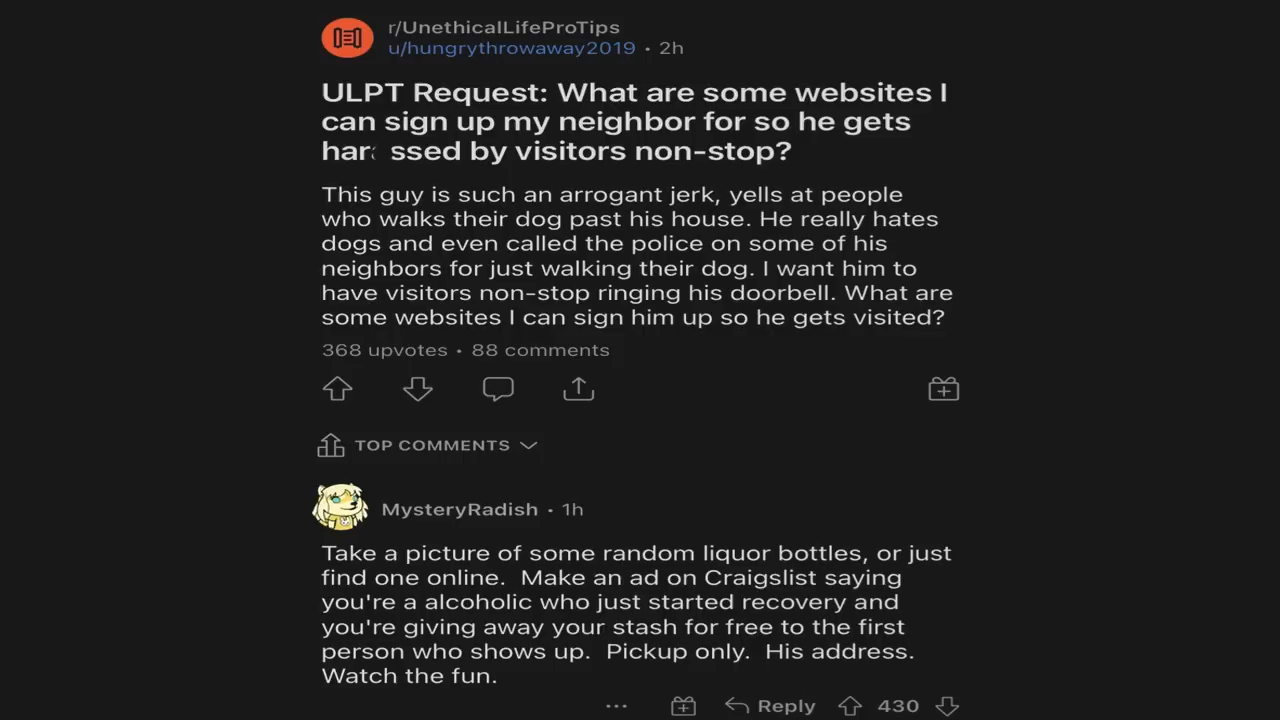 r/UnethicalLifeProTips
u/hungrythrowaway2019 • 2h
ULPT Request: What are some websites I
can sign up my neighbor for so he gets
har ssed by visitors non-stop?
This guy is such an arrogant jerk, yells at people
who walks their dog past his house. He really hates
dogs and even called the police on some of his
neighbors for just walking their dog. I want him to
have visitors non-stop ringing his doorbell. What are
some websites I can sign him up so he gets visited?
368 upvotes • 88 comments
TOP COMMENTS
MysteryRadish • 1h
Take a picture of some random liquor bottles, or just
find one online.  Make an ad on Craigslist saying
you're a alcoholic who just started recovery and
you're giving away your stash for free to the first
person who shows up.  Pickup only.  His address.
Watch the fun.
... Reply 430